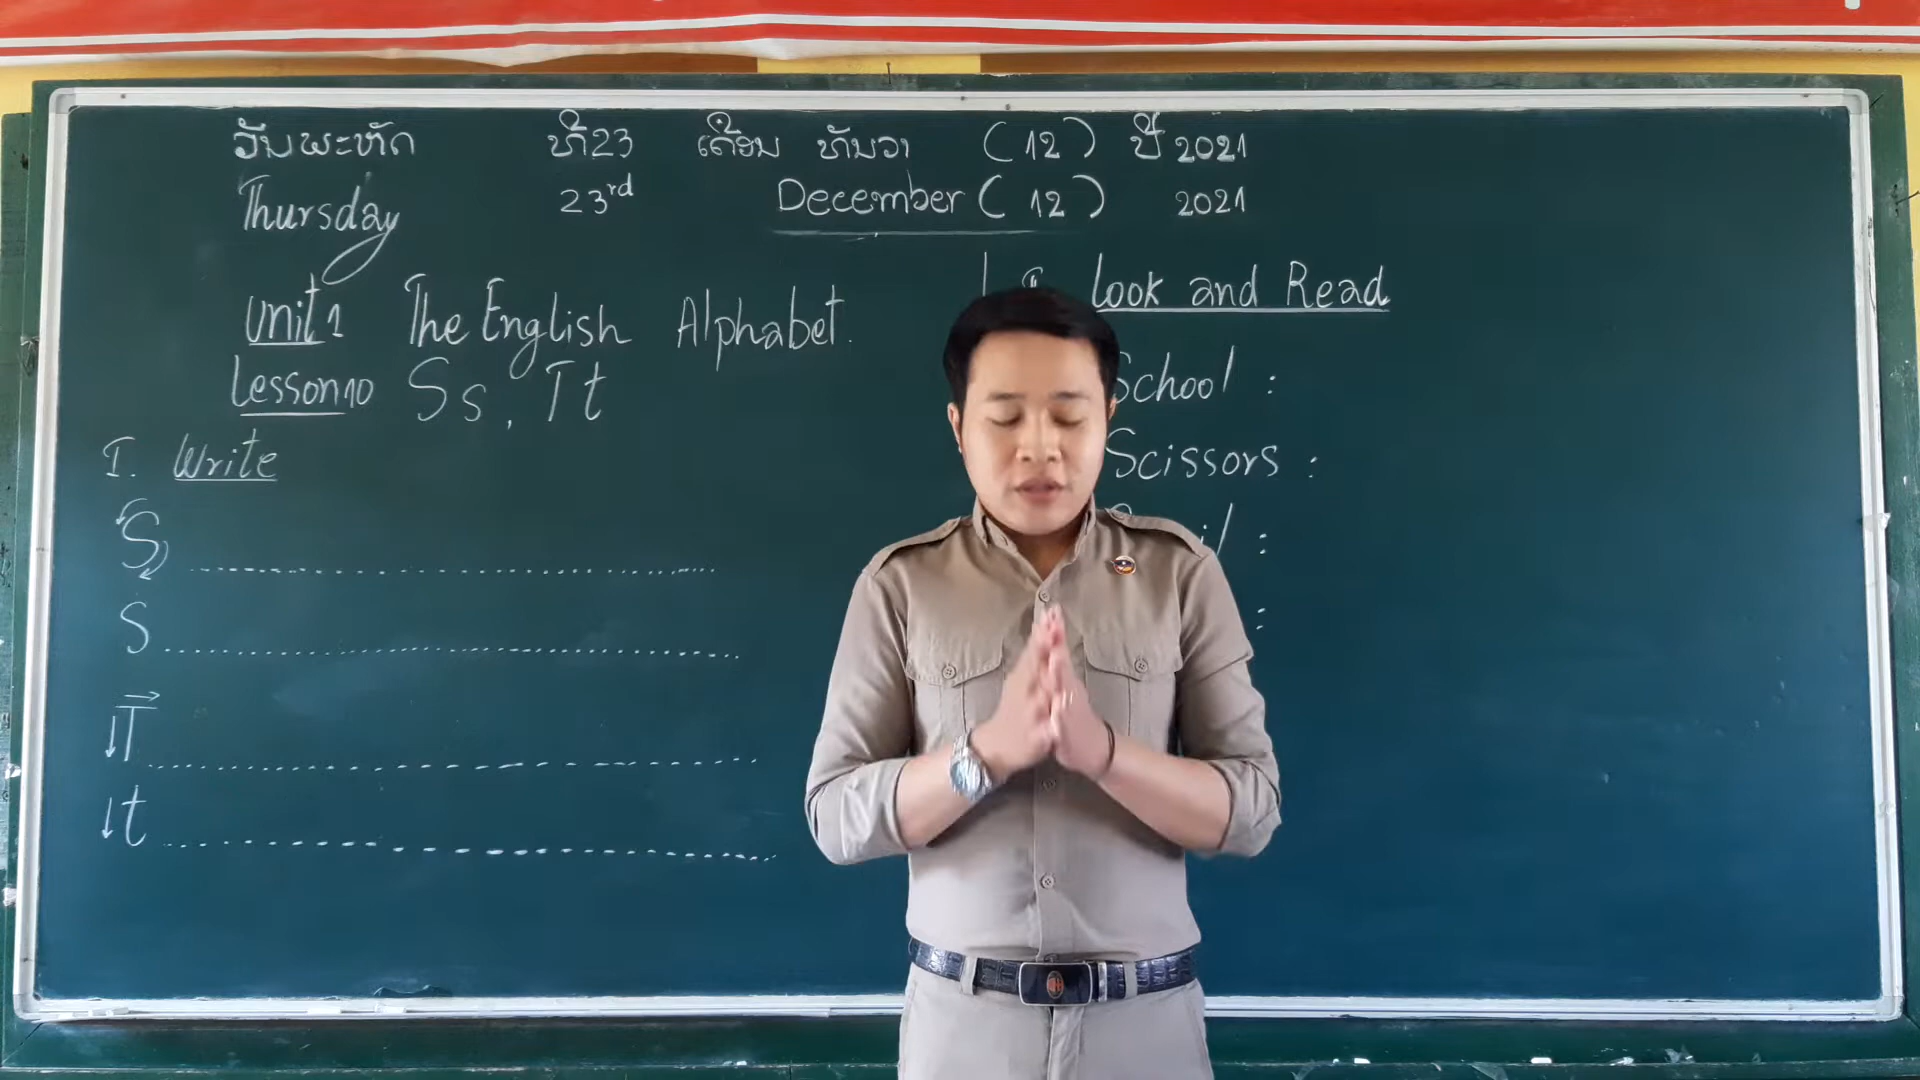 ວັນພະຫັດ ທີ23 ເດືອນ ທັນວາ (12) ປີ 2021
Thursday 23rd December (12) 2021
Unit 1 The English Alphabet.
Lesson 10 Ss, Tt
I. Write
S
s
T
t
Look and Read
School :
Scissors :
:
: